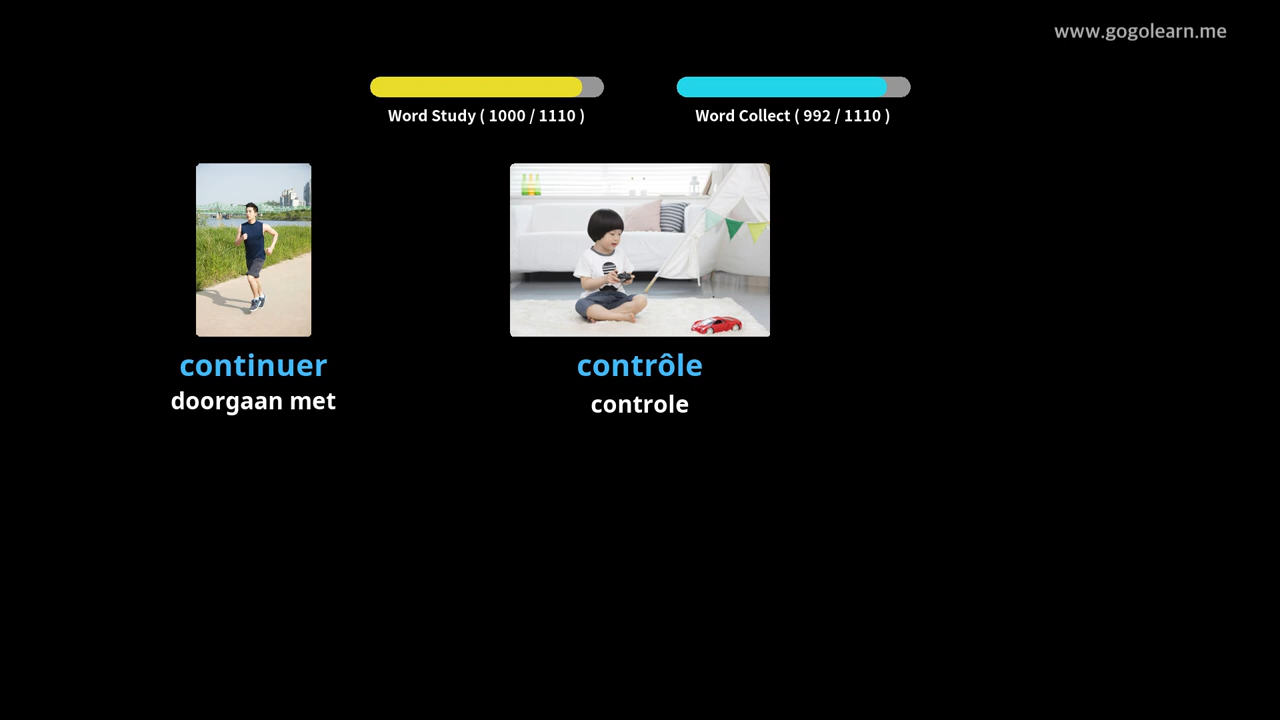 www.gogolearn.me
Word Study ( 1000 / 1110 )
Word Collect ( 992 / 1110 )
continuer
doorgaan met
contrôle
controle